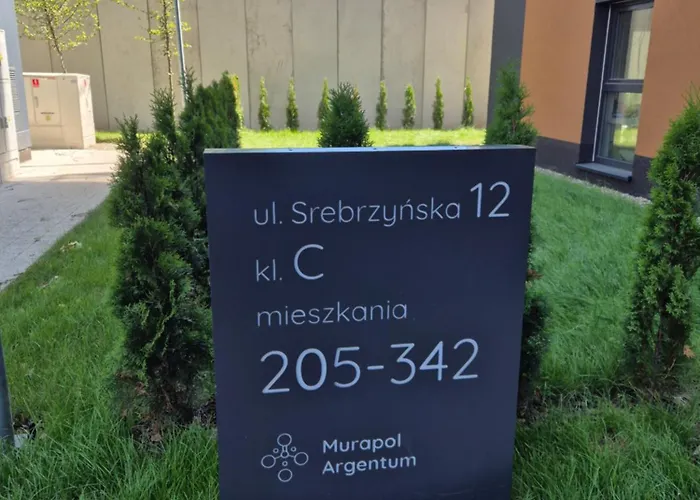 ul. Srebrzyńska 12
kl. C
mieszkania
205-342
Murapol
Argentum